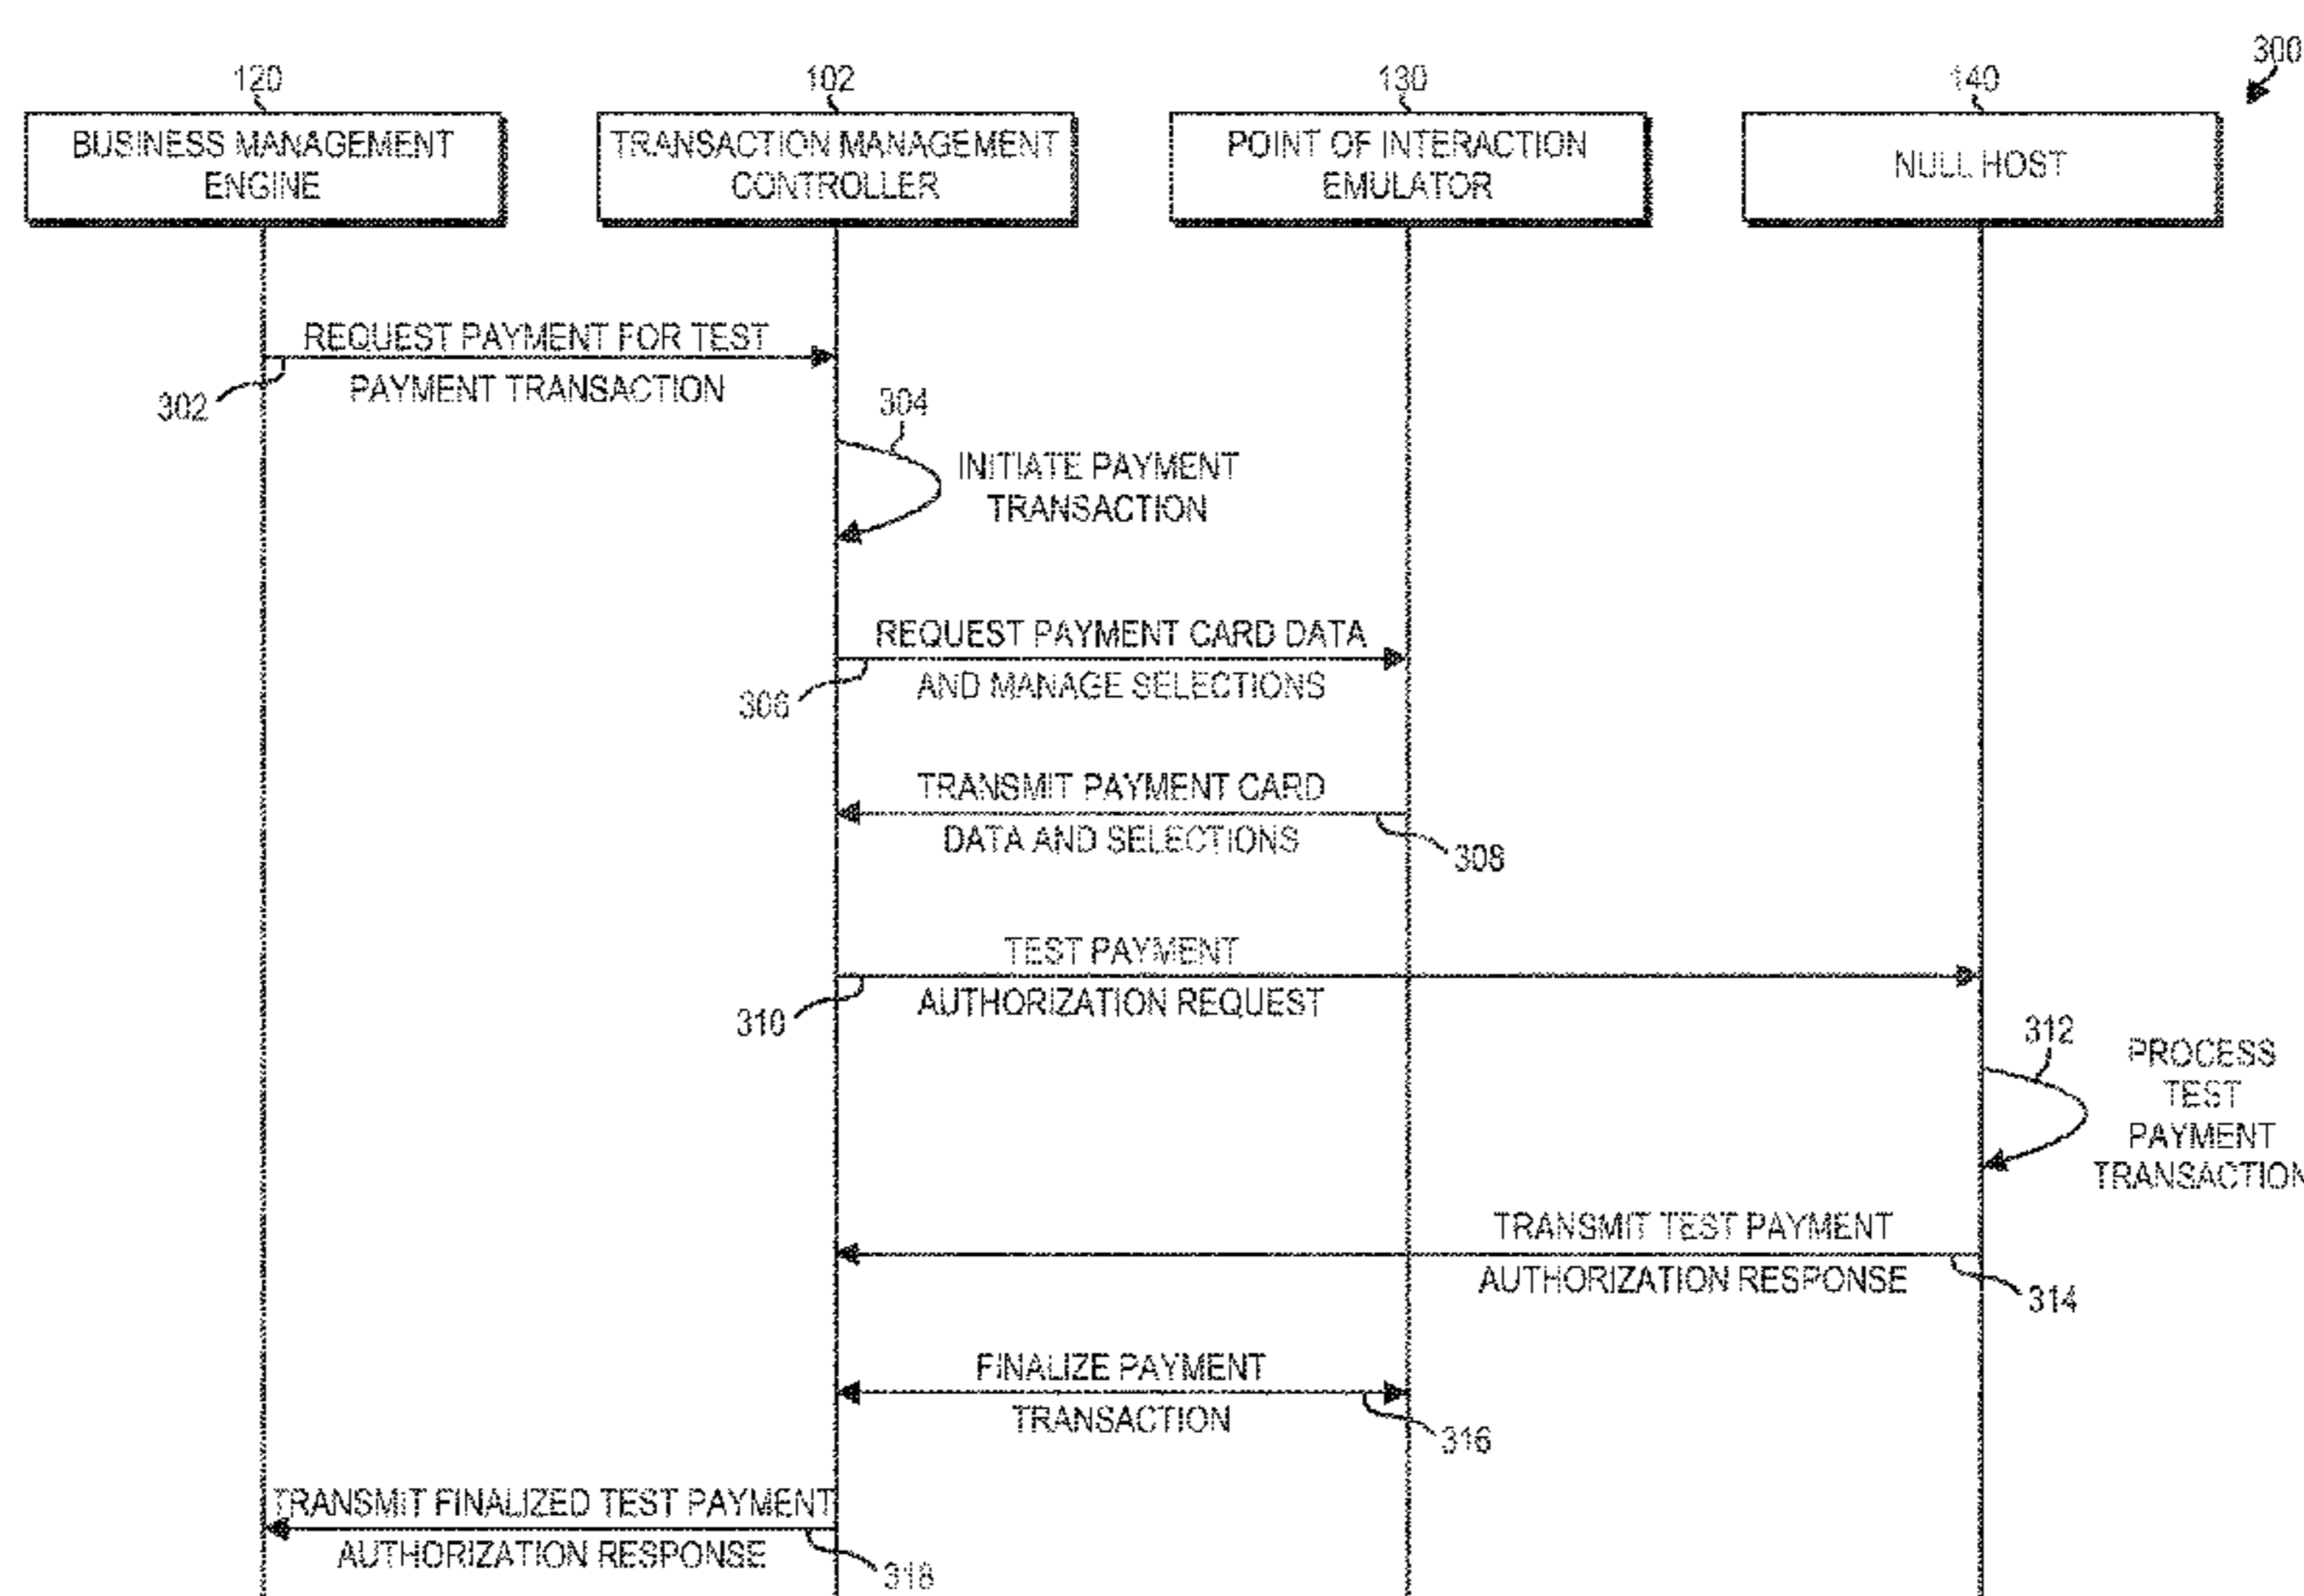 300
120
102
130
140
BUSINESS MANAGEMENT
ENGINE
TRANSACTION MANAGEMENT
CONTROLLER
POINT OF INTERACTION
EMULATOR
NULL HOST
REQUEST PAYMENT FOR TEST
PAYMENT TRANSACTION
302
304
INITIATE PAYMENT
TRANSACTION
REQUEST PAYMENT CARD DATA
AND MANAGE SELECTIONS
306
TRANSMIT PAYMENT CARD
DATA AND SELECTIONS
308
TEST PAYMENT
AUTHORIZATION REQUEST
310
312
PROCESS
TEST
PAYMENT
TRANSACTION
TRANSMIT TEST PAYMENT
AUTHORIZATION RESPONSE
314
FINALIZE PAYMENT
TRANSACTION
316
TRANSMIT FINALIZED TEST PAYMENT
AUTHORIZATION RESPONSE
318